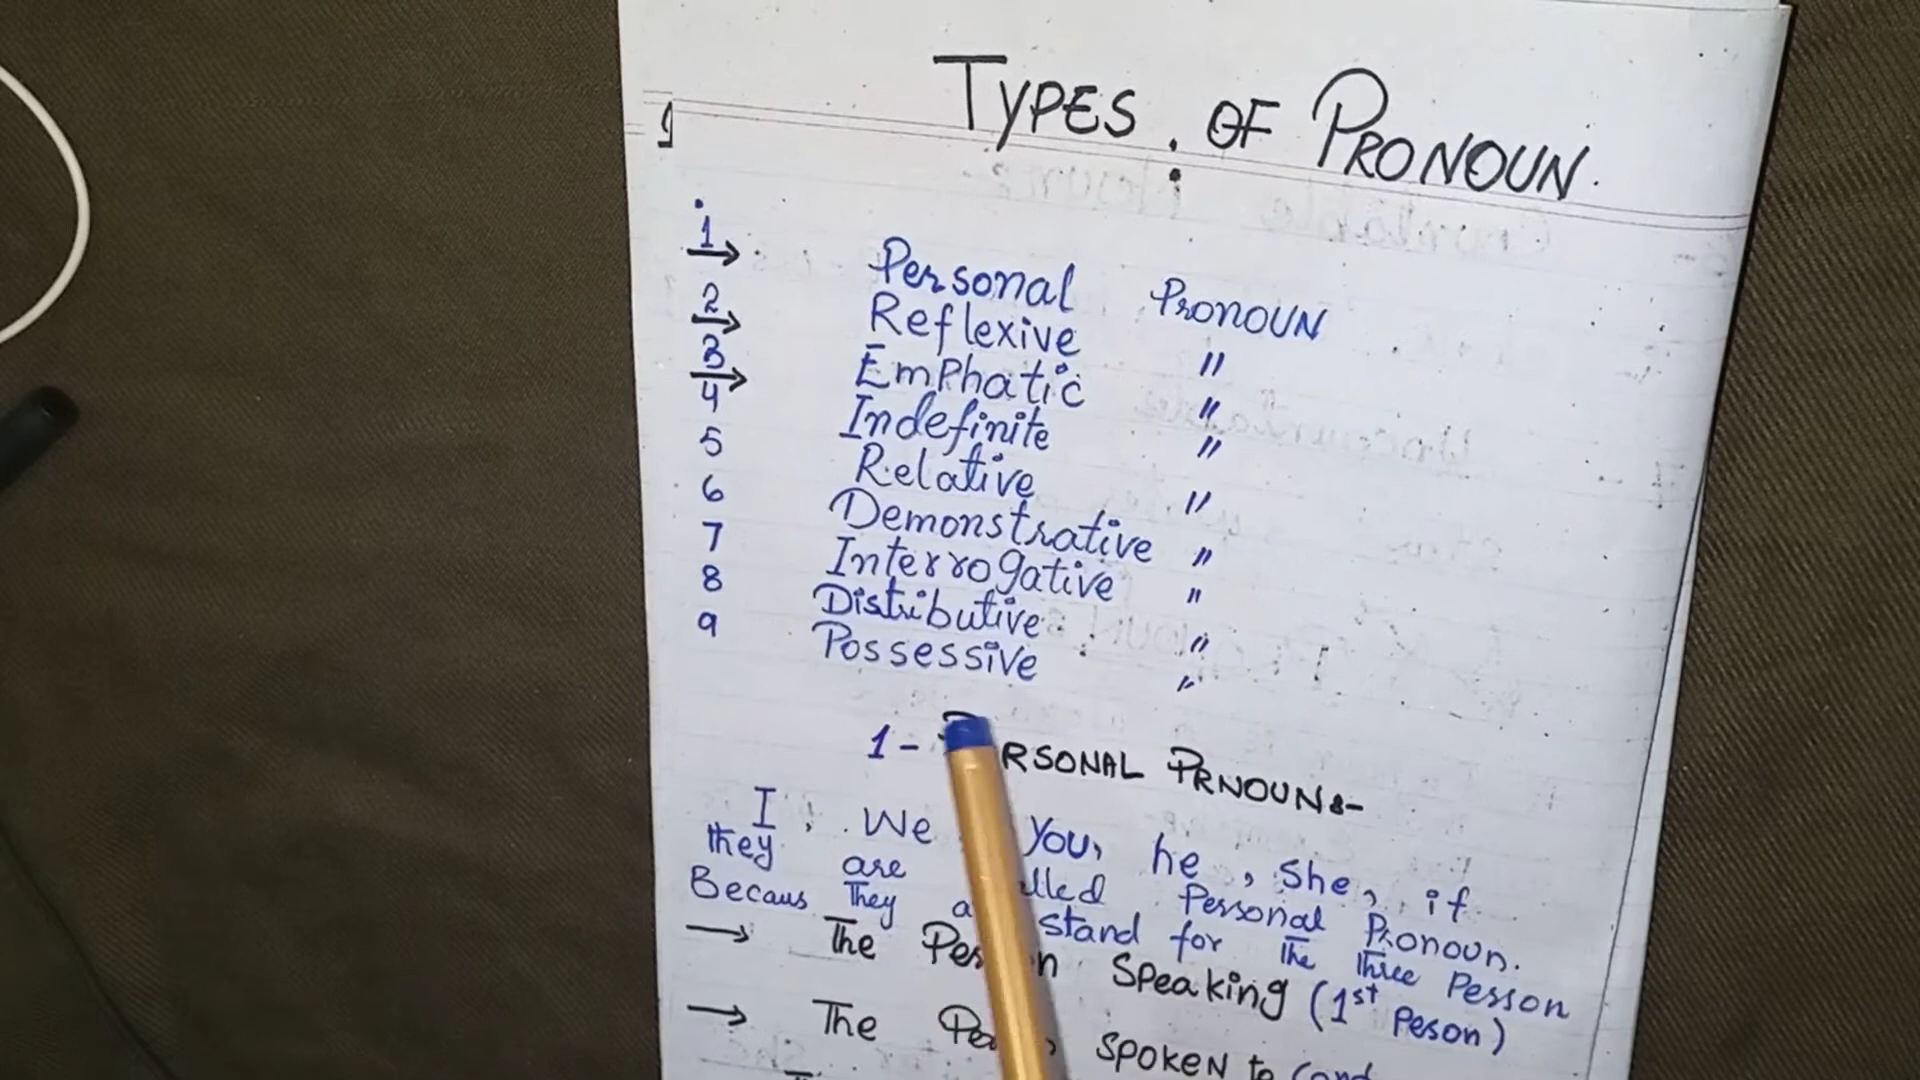 TYPES. OF PRONOUN.
1 → Personal PRONOUN
2 → Reflexive "
3 → EmPhatic "
4 Indefinite "
5 Relative "
6 Demonstrative "
7 Interrogative "
8 Distributive "
9 Possessive "
1- RSONAL PRNOUN:-
I, We You, he, She, it
they are lled Personal Pronoun.
Becaus They a stand for The Three Person
→ The Pe n Speaking (1st Peson)
→ The SPOKEN to